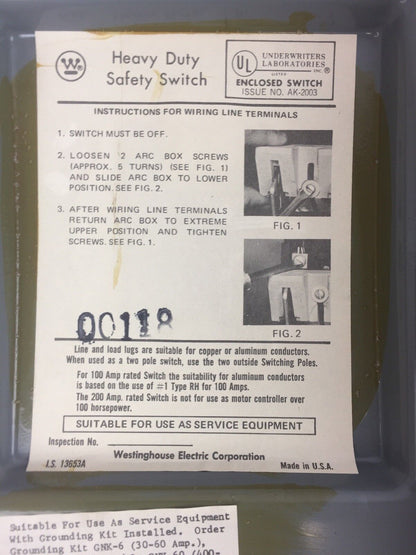 W
Heavy Duty
Safety Switch
UL
UNDERWRITERS
LABORATORIES
LISTED INC.
ENCLOSED SWITCH
ISSUE NO. AK-2003
INSTRUCTIONS FOR WIRING LINE TERMINALS
1. SWITCH MUST BE OFF.
2. LOOSEN 2 ARC BOX SCREWS
(APPROX. 5 TURNS) (SEE FIG. 1)
AND SLIDE ARC BOX TO LOWER
POSITION. SEE FIG. 2.
3. AFTER WIRING LINE TERMINALS
RETURN ARC BOX TO EXTREME
UPPER POSITION AND TIGHTEN
SCREWS. SEE FIG. 1.
FIG. 1
FIG. 2
00118
Line and load lugs are suitable for copper or aluminum conductors.
When used as a two pole switch, use the two outside Switching Poles.
For 100 Amp rated Switch the suitability for aluminum conductors
is based on the use of #1 Type RH for 100 Amps.
The 200 Amp. rated Switch is not for use as motor controller over
100 horsepower.
SUITABLE FOR USE AS SERVICE EQUIPMENT
Inspection No.
Westinghouse Electric Corporation
I.S. 13653A
Made in U.S.A.
Suitable For Use As Service Equipment
With Grounding Kit Installed. Order
Grounding Kit GNK-6 (30-60 Amp.),
(400-